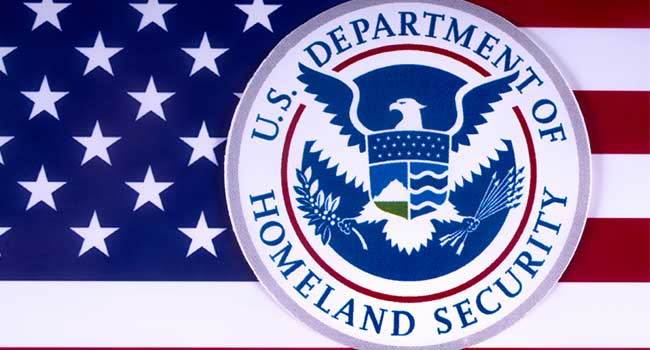 U.S. DEPARTMENT OF
HOMELAND SECURITY